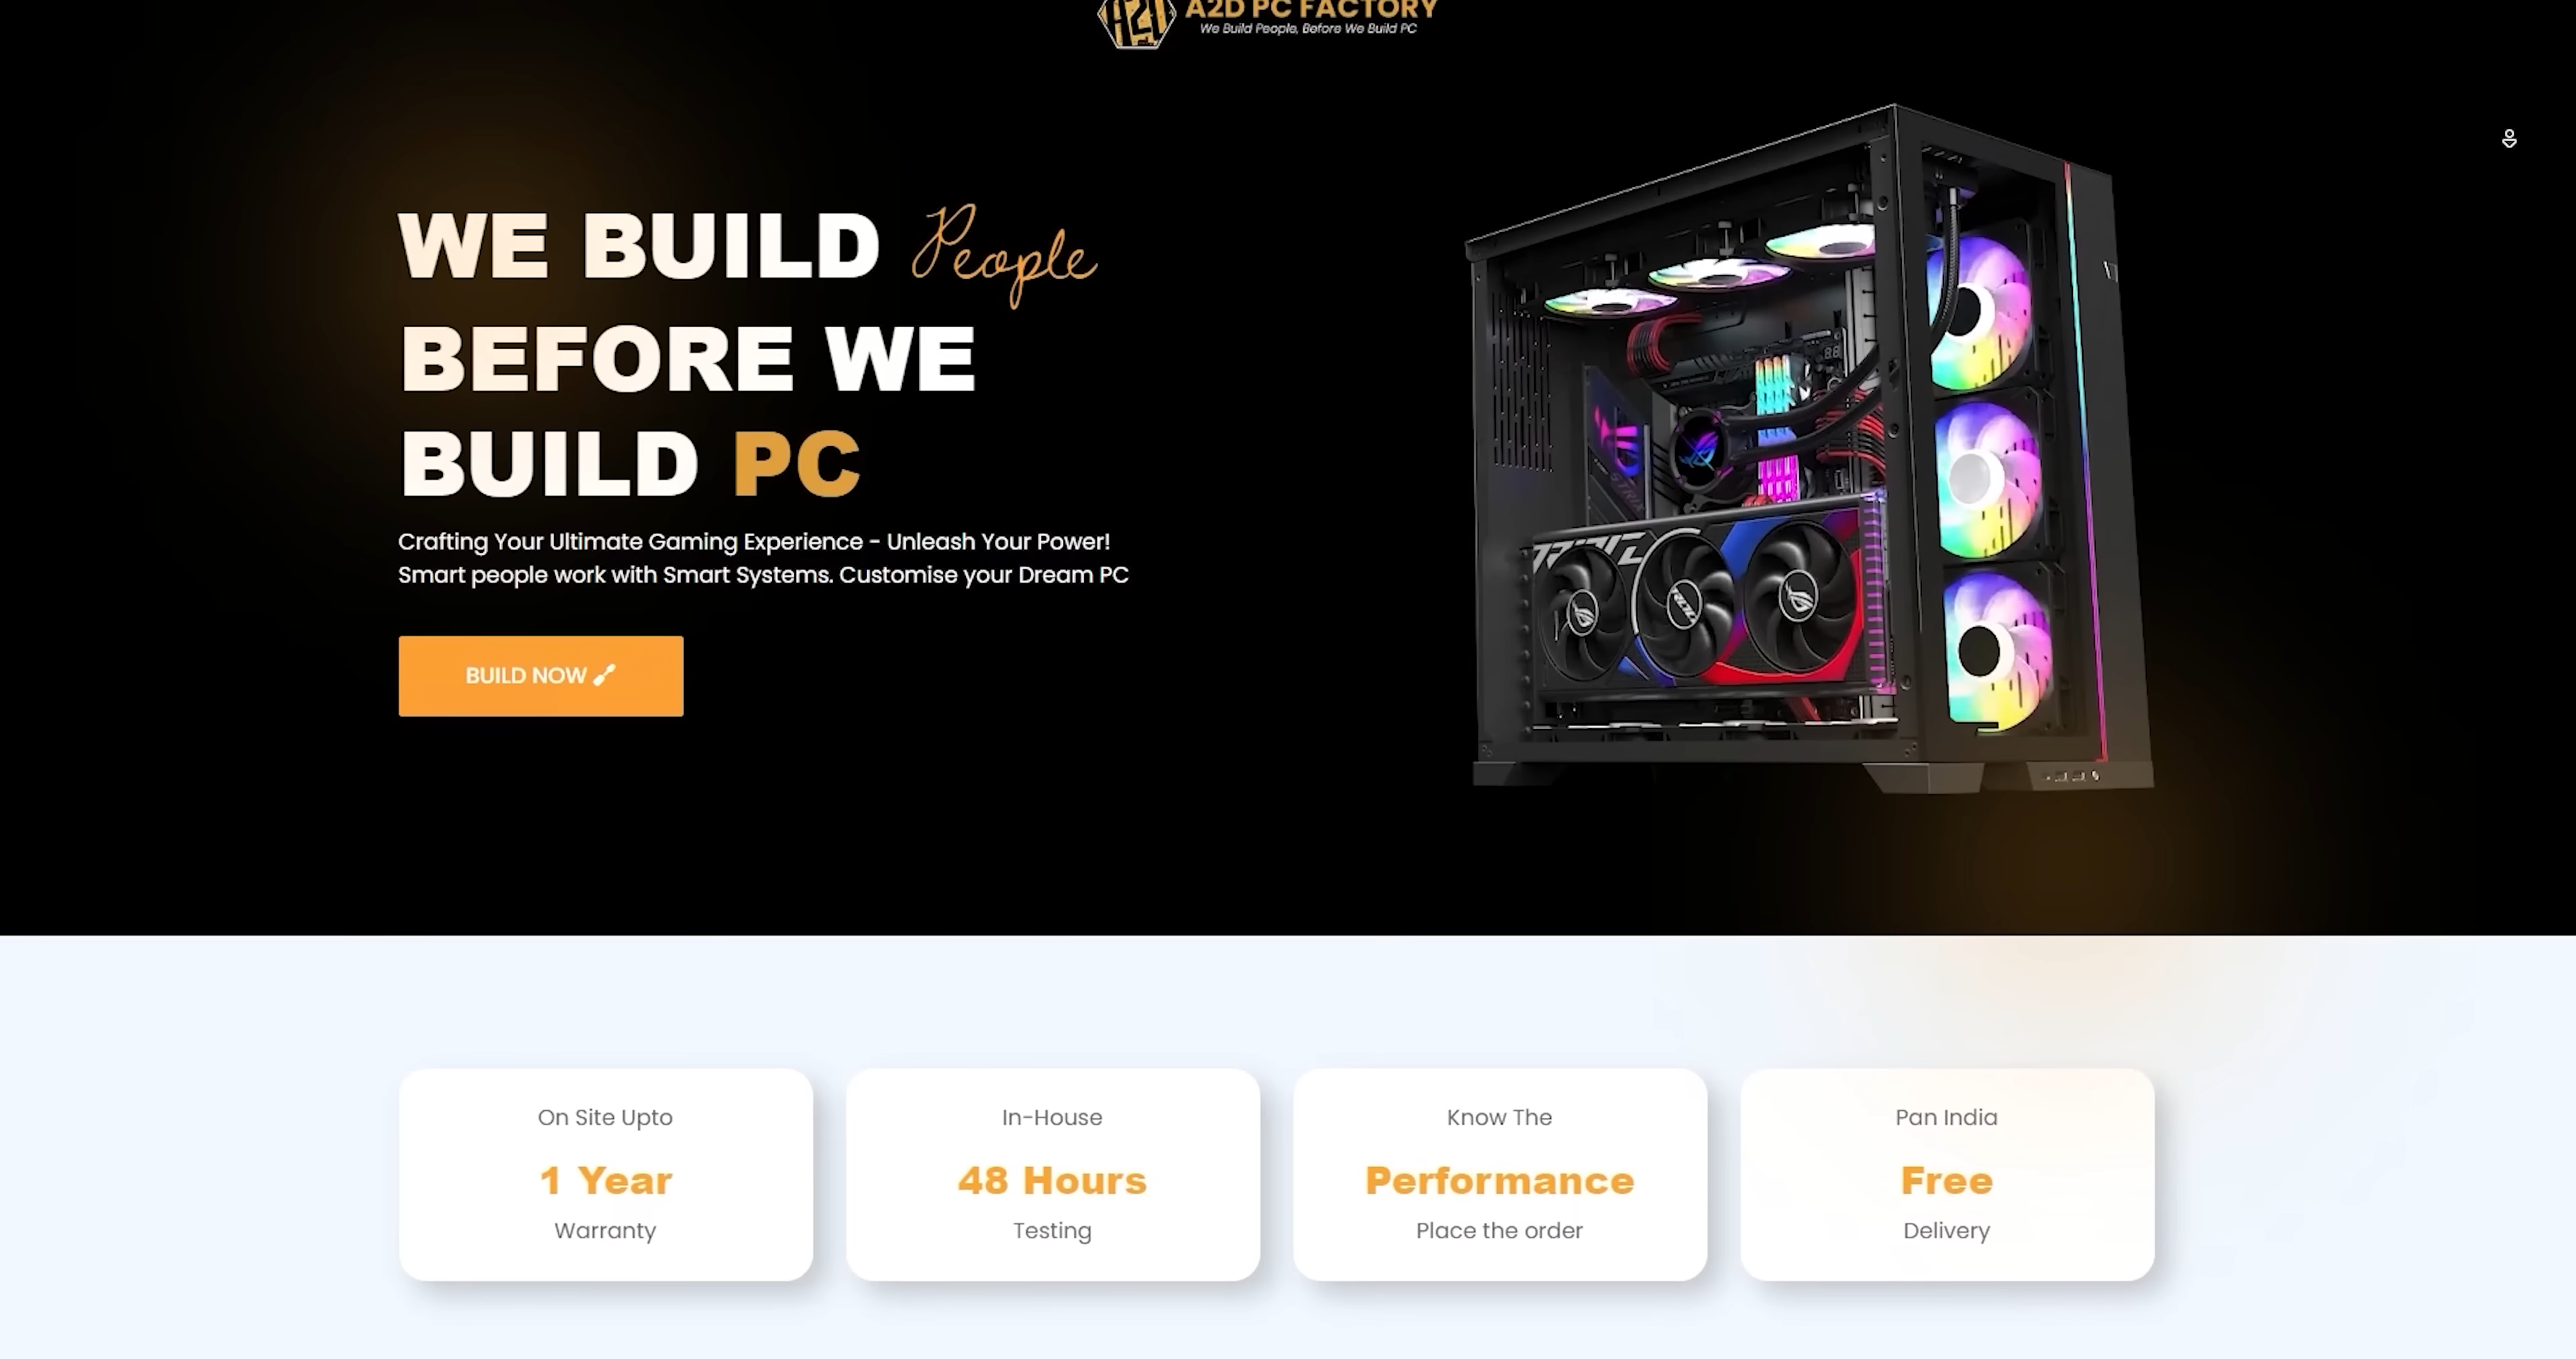 A2D PC FACTORY
We Build People, Before We Build PC
WE BUILD People
BEFORE WE
BUILD PC
Crafting Your Ultimate Gaming Experience - Unleash Your Power!
Smart people work with Smart Systems. Customise your Dream PC
BUILD NOW
On Site Upto
1 Year
Warranty
In-House
48 Hours
Testing
Know The
Performance
Place the order
Pan India
Free
Delivery